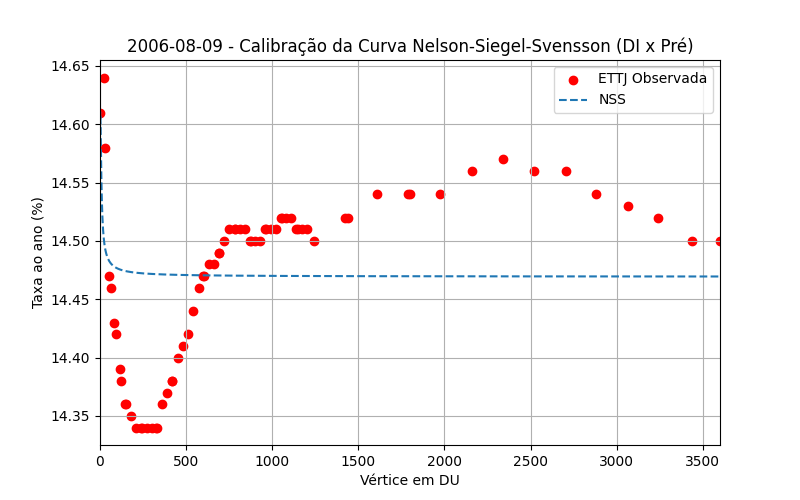 2006-08-09 - Calibração da Curva Nelson-Siegel-Svensson (DI x Pré)
ETTJ Observada
NSS
Taxa ao ano (%)
14.65
14.60
14.55
14.50
14.45
14.40
14.35
0 500 1000 1500 2000 2500 3000 3500
Vértice em DU